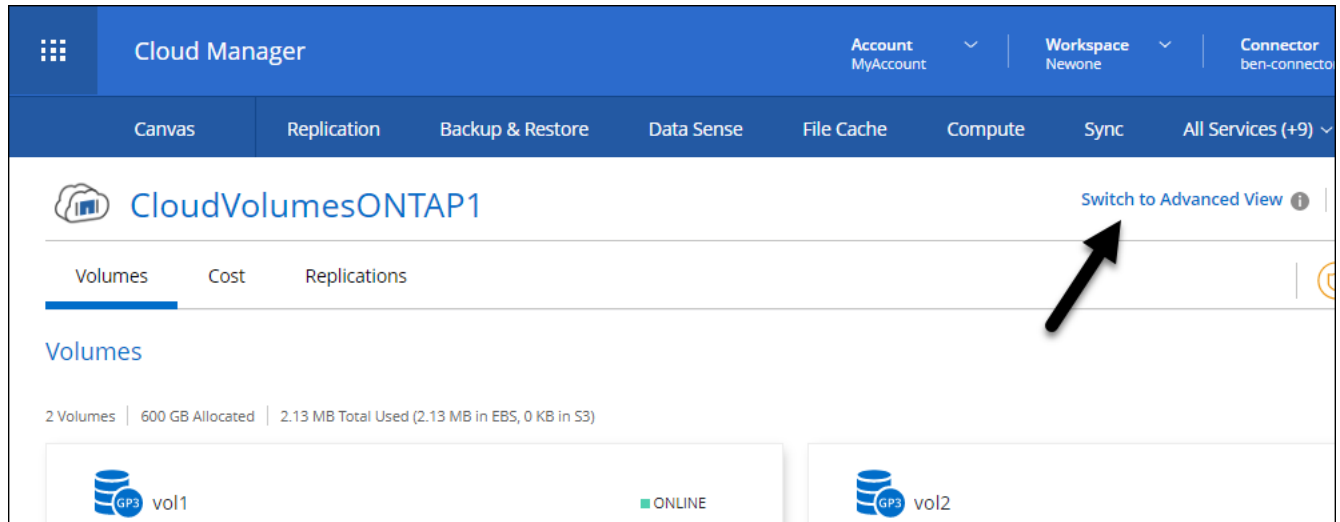 Cloud Manager
Account
MyAccount
Workspace
Newone
Connector
ben-connector
Canvas Replication Backup & Restore Data Sense File Cache Compute Sync All Services (+9)
CloudVolumesONTAP1
Switch to Advanced View
Volumes Cost Replications
Volumes
2 Volumes 600 GB Allocated 2.13 MB Total Used (2.13 MB in EBS, 0 KB in S3)
GP3 vol1 ONLINE
GP3 vol2